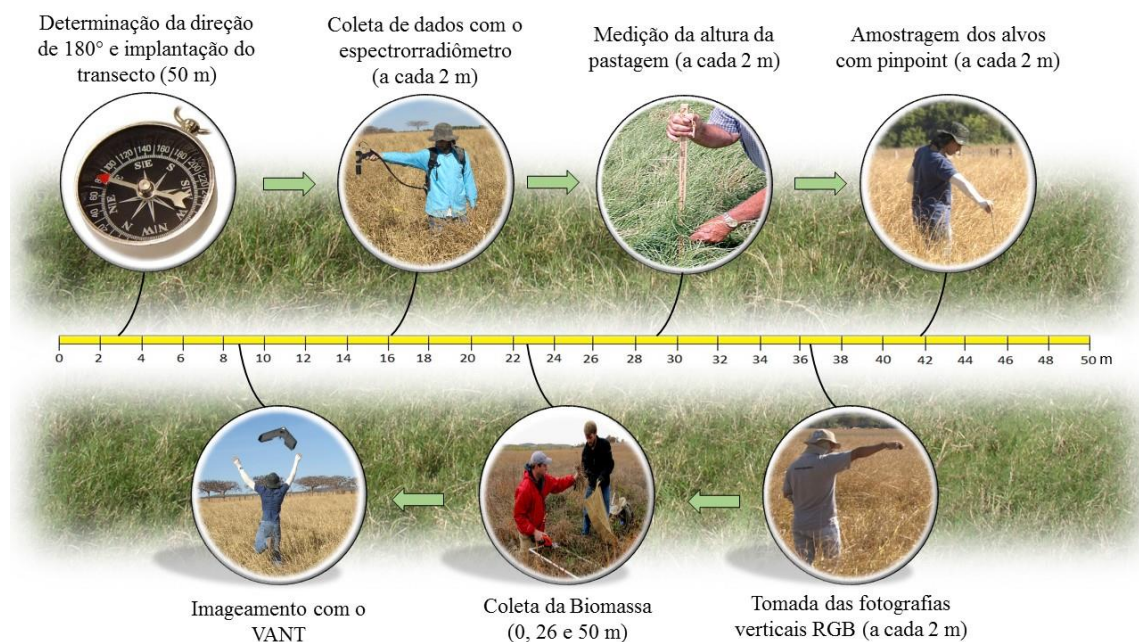 Determinação da direção
de 180° e implantação do
transecto (50 m)
Coleta de dados com o
espectrorradiômetro
(a cada 2 m)
Medição da altura da
pastagem (a cada 2 m)
Amostragem dos alvos
com pinpoint (a cada 2 m)
0 2 4 6 8 10 12 14 16 18 20 22 24 26 28 30 32 34 36 38 40 42 44 46 48 50 m
Imageamento com o
VANT
Coleta da Biomassa
(0, 26 e 50 m)
Tomada das fotografias
verticais RGB (a cada 2 m)